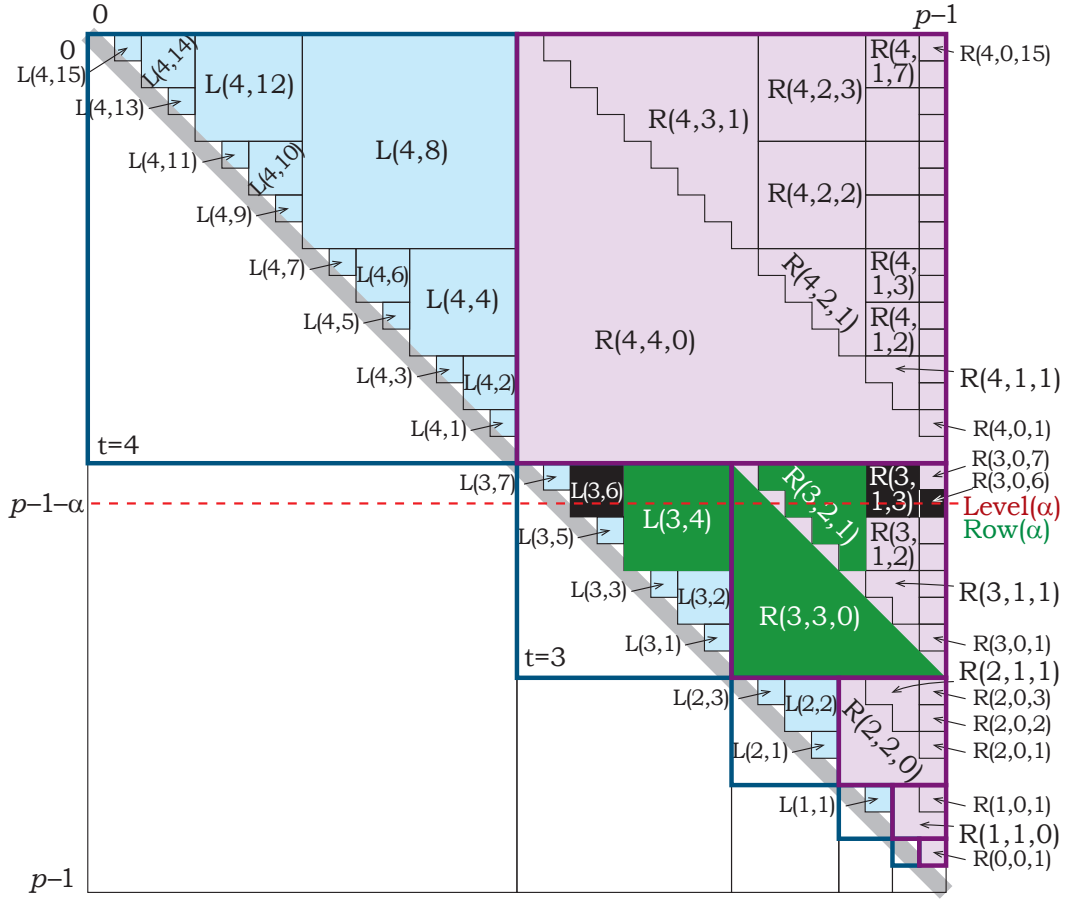 0
p–1
0
L(4,15)
L(4,14)
L(4,12)
L(4,13)
L(4,8)
L(4,11)
L(4,10)
L(4,9)
L(4,7)
L(4,6)
L(4,4)
L(4,5)
L(4,3)
L(4,2)
L(4,1)
t=4
R(4,3,1)
R(4,2,3)
R(4,
1,7)
R(4,0,15)
R(4,2,2)
R(4,2,1)
R(4,
1,3)
R(4,
1,2)
R(4,4,0)
R(4,1,1)
R(4,0,1)
p–1–α
L(3,7)
L(3,6)
L(3,4)
L(3,5)
L(3,3)
L(3,2)
L(3,1)
t=3
R(3,2,1)
R(3,
1,3)
R(3,
1,2)
R(3,3,0)
R(3,0,7)
R(3,0,6)
Level(α)
Row(α)
R(3,1,1)
R(3,0,1)
R(2,1,1)
L(2,3)
L(2,2)
L(2,1)
R(2,2,0)
R(2,0,3)
R(2,0,2)
R(2,0,1)
L(1,1)
R(1,0,1)
R(1,1,0)
R(0,0,1)
p–1